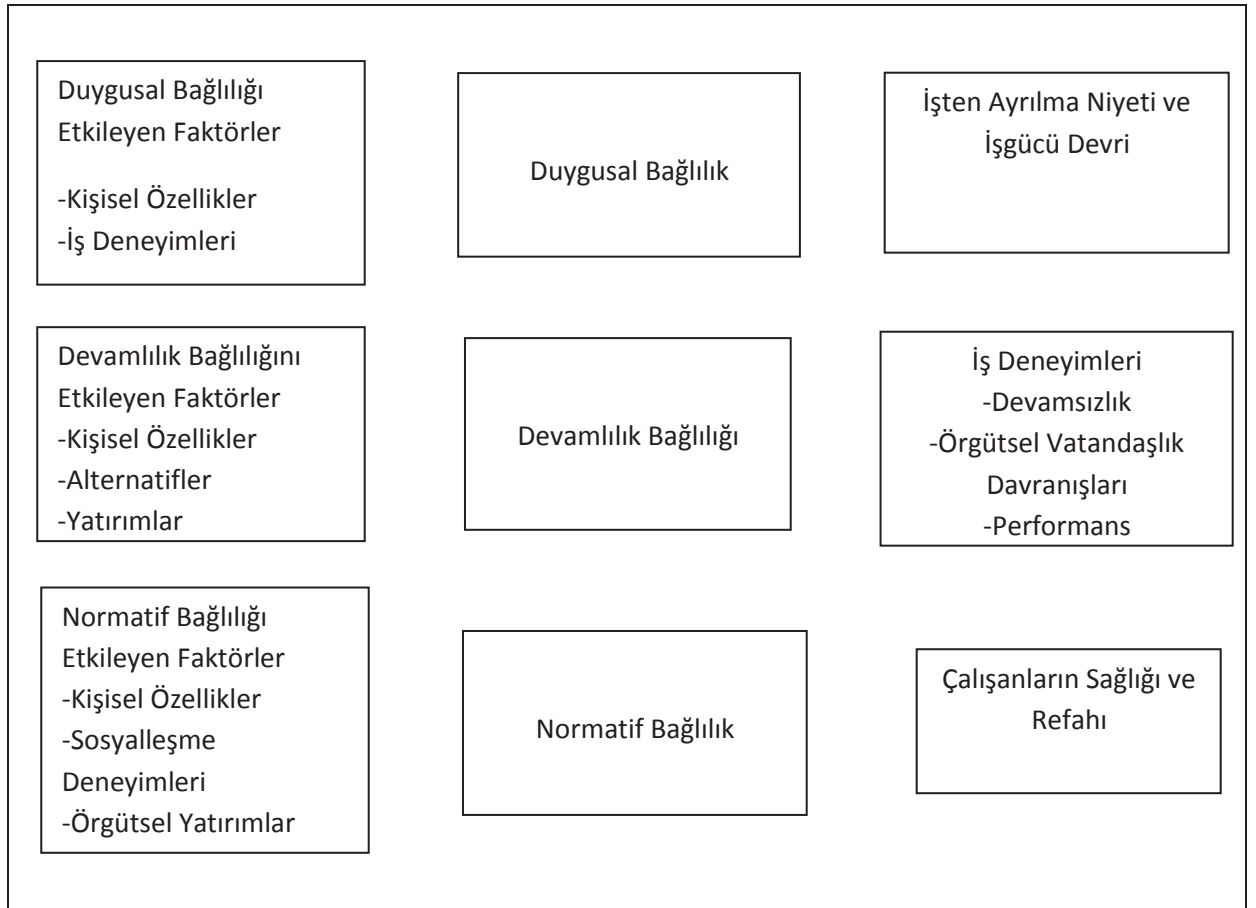 Duygusal Bağlılığı
Etkileyen Faktörler
-Kişisel Özellikler
-İş Deneyimleri
Duygusal Bağlılık
İşten Ayrılma Niyeti ve
İşgücü Devri
Devamlılık Bağlılığını
Etkileyen Faktörler
-Kişisel Özellikler
-Alternatifler
-Yatırımlar
Devamlılık Bağlılığı
İş Deneyimleri
-Devamsızlık
-Örgütsel Vatandaşlık
Davranışları
-Performans
Normatif Bağlılığı
Etkileyen Faktörler
-Kişisel Özellikler
-Sosyalleşme
Deneyimleri
-Örgütsel Yatırımlar
Normatif Bağlılık
Çalışanların Sağlığı ve
Refahı